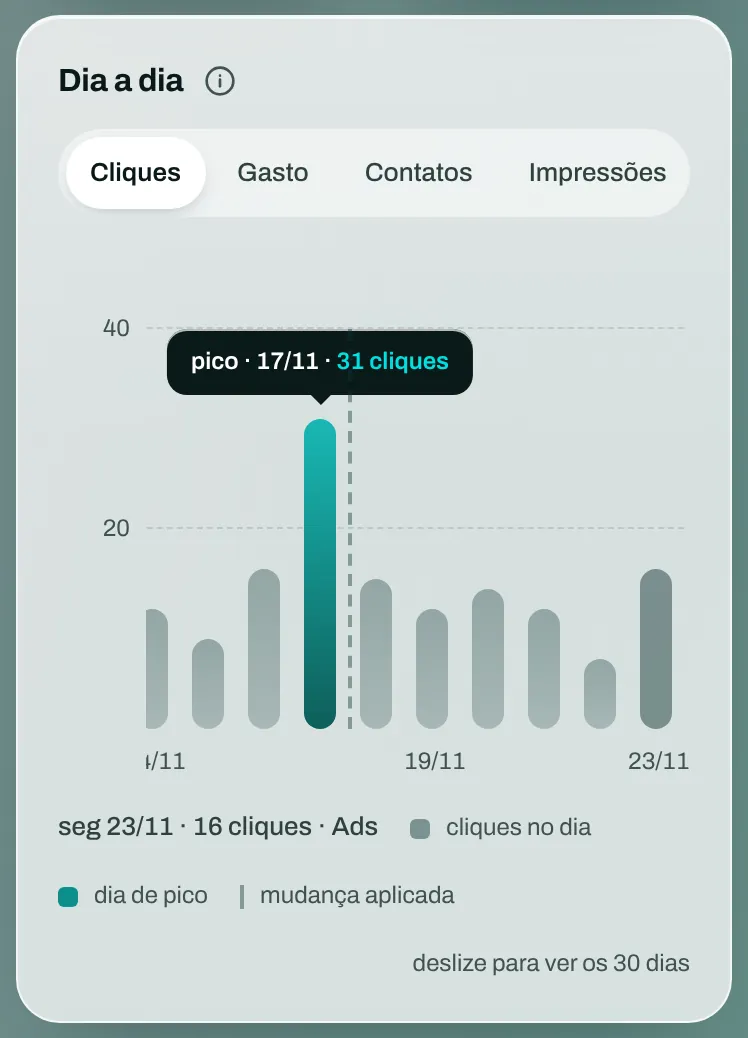 Dia a dia
Cliques Gasto Contatos Impressões
40
pico · 17/11 · 31 cliques
20
/11 19/11 23/11
seg 23/11 · 16 cliques · Ads cliques no dia
dia de pico mudança aplicada
deslize para ver os 30 dias